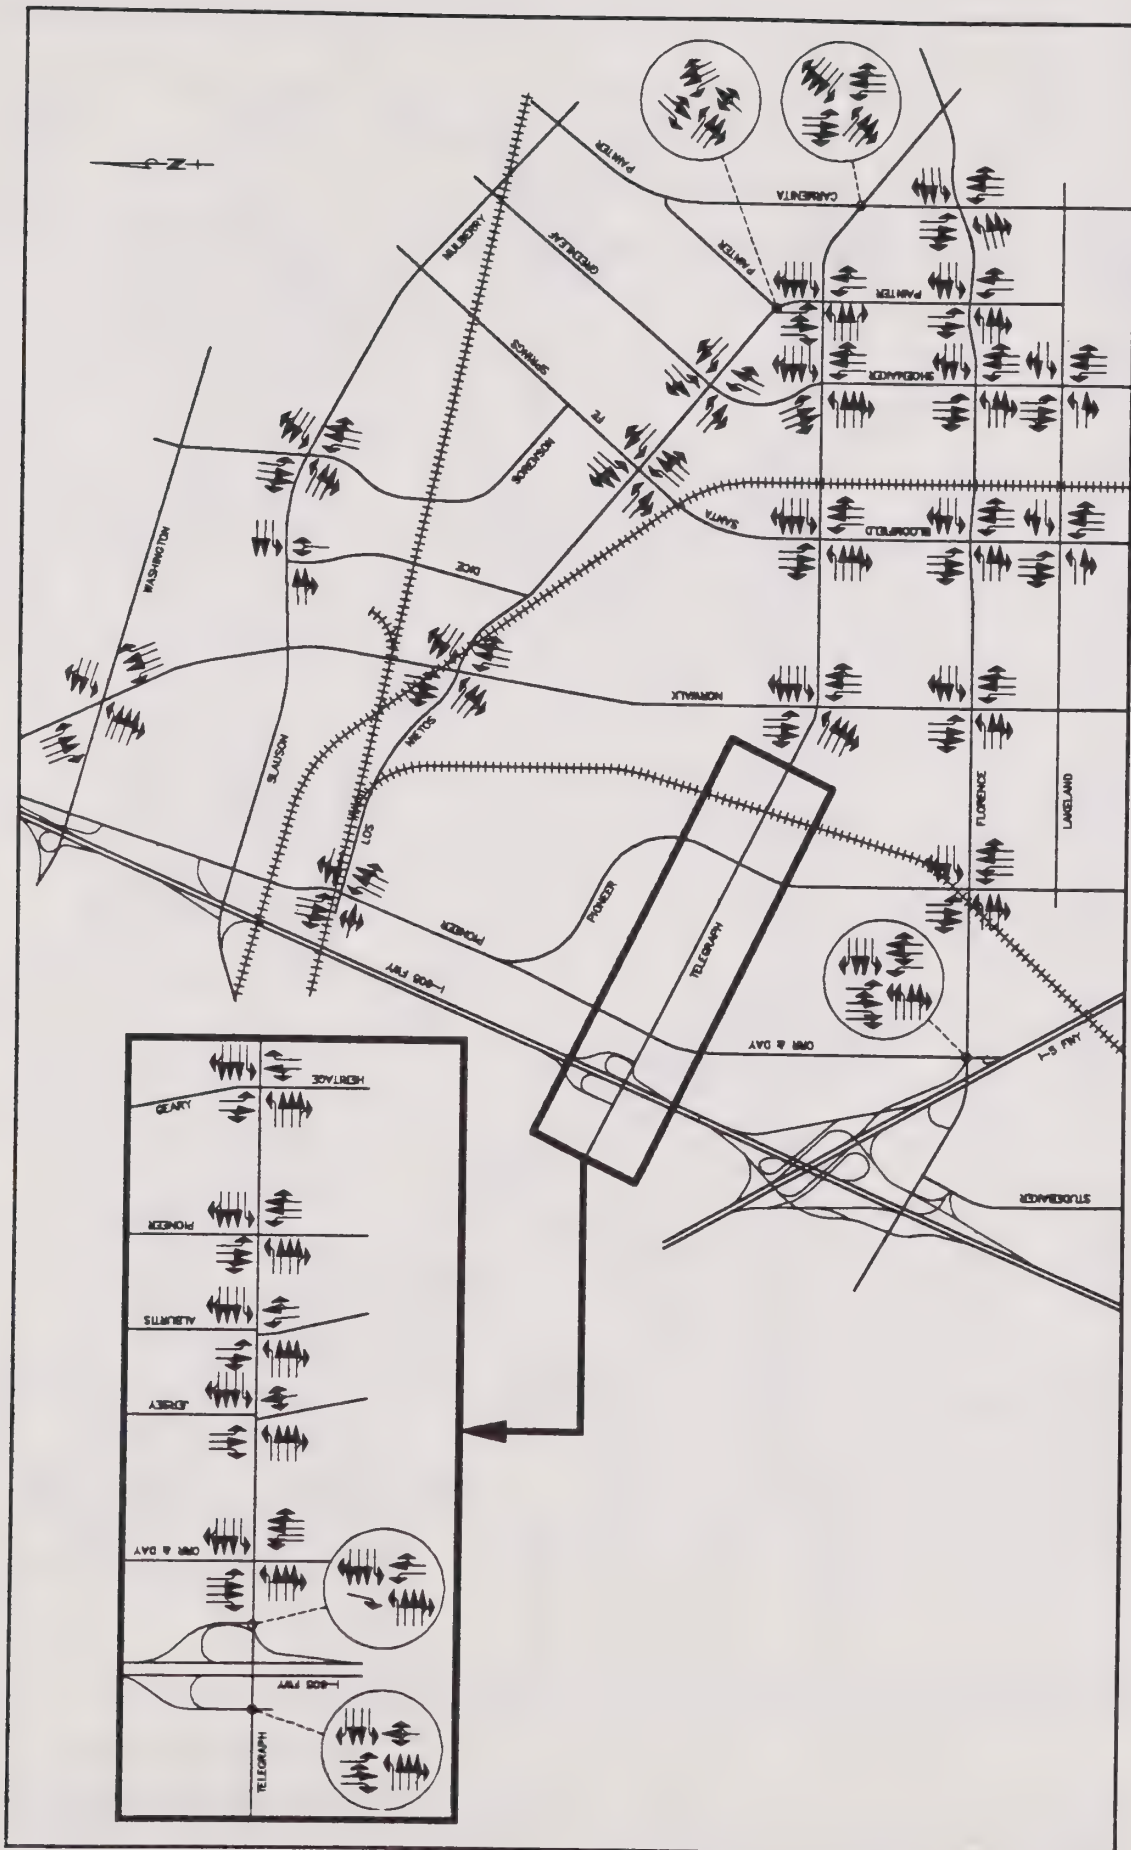 N
PAINTER
CARMENITA
MULBERRY
GREENLEAF
PAINTER
PAINTER
SPRINGS
SHOEMAKER
FE
SORENSON
SANTA
BLOOMFIELD
WASHINGTON
DICE
NORWALK
SLAUSON
NIETOS
FLORENCE
LAKELAND
LOS
PIONEER
PIONEER
TELEGRAPH
I-605 FWY
ORR & DAY
I-5 FWY
STUDEBAKER
GEARY
HERITAGE
PIONEER
ALBURTIS
JERSEY
ORR & DAY
I-605 FWY
TELEGRAPH